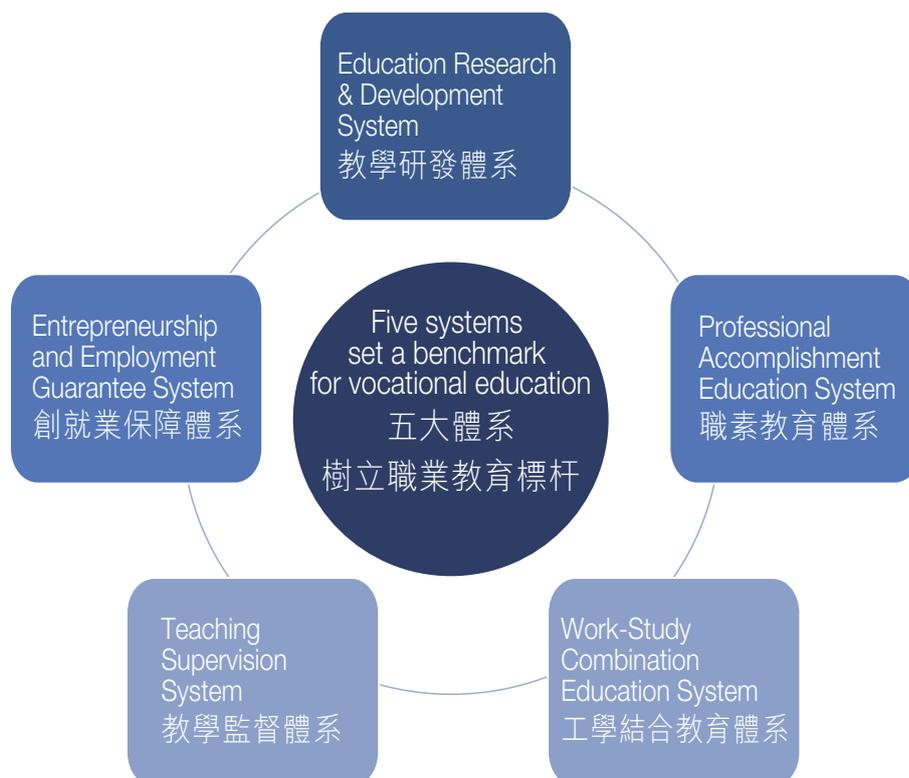 Education Research
& Development
System
教學研發體系
Entrepreneurship
and Employment
Guarantee System
創就業保障體系
Five systems
set a benchmark
for vocational education
五大體系
樹立職業教育標杆
Professional
Accomplishment
Education System
職素教育體系
Teaching
Supervision
System
教學監督體系
Work-Study
Combination
Education System
工學結合教育體系